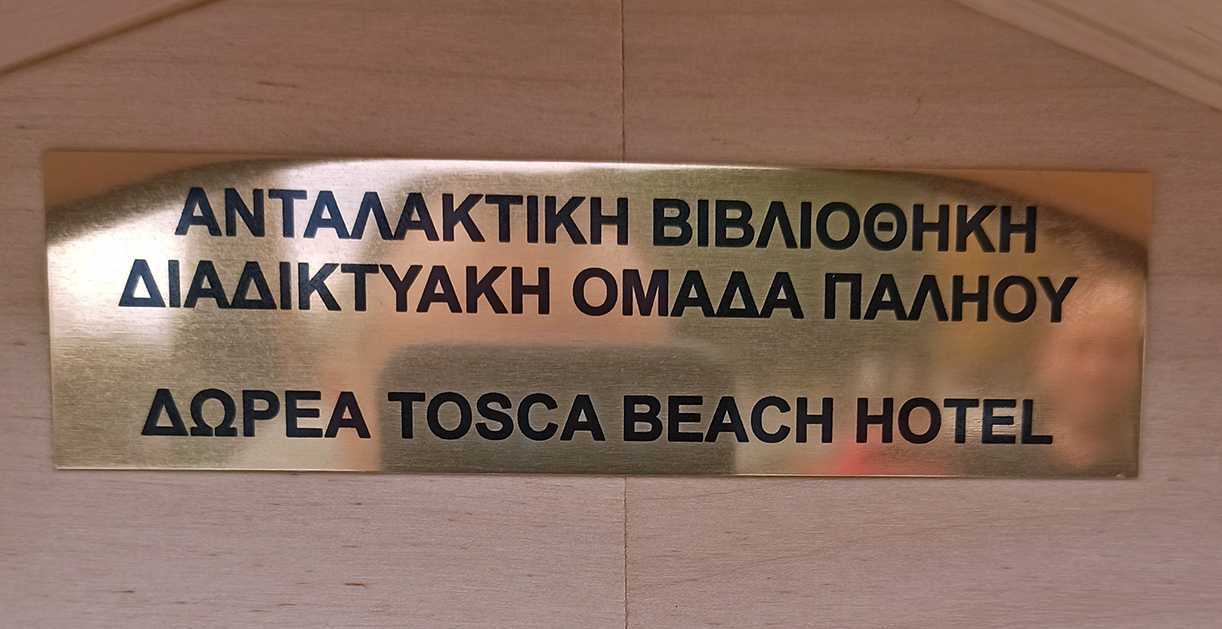 ΑΝΤΑΛΑΚΤΙΚΗ ΒΙΒΛΙΟΘΗΚΗ
ΔΙΑΔΙΚΤΥΑΚΗ ΟΜΑΔΑ ΠΑΛΗΟΥ
ΔΩΡΕΑ TOSCA BEACH HOTEL